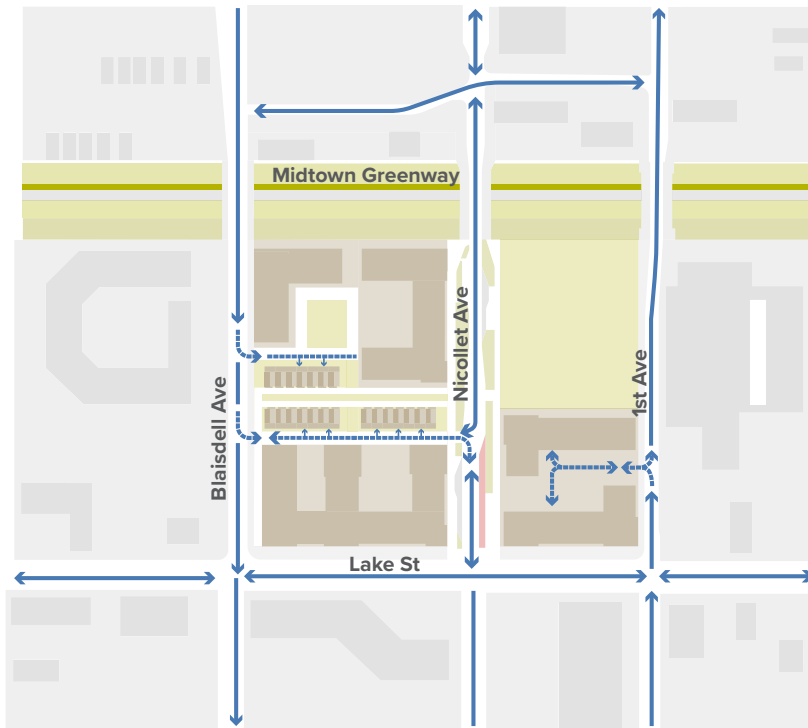 Midtown Greenway
Nicollet Ave
1st Ave
Blaisdell Ave
Lake St